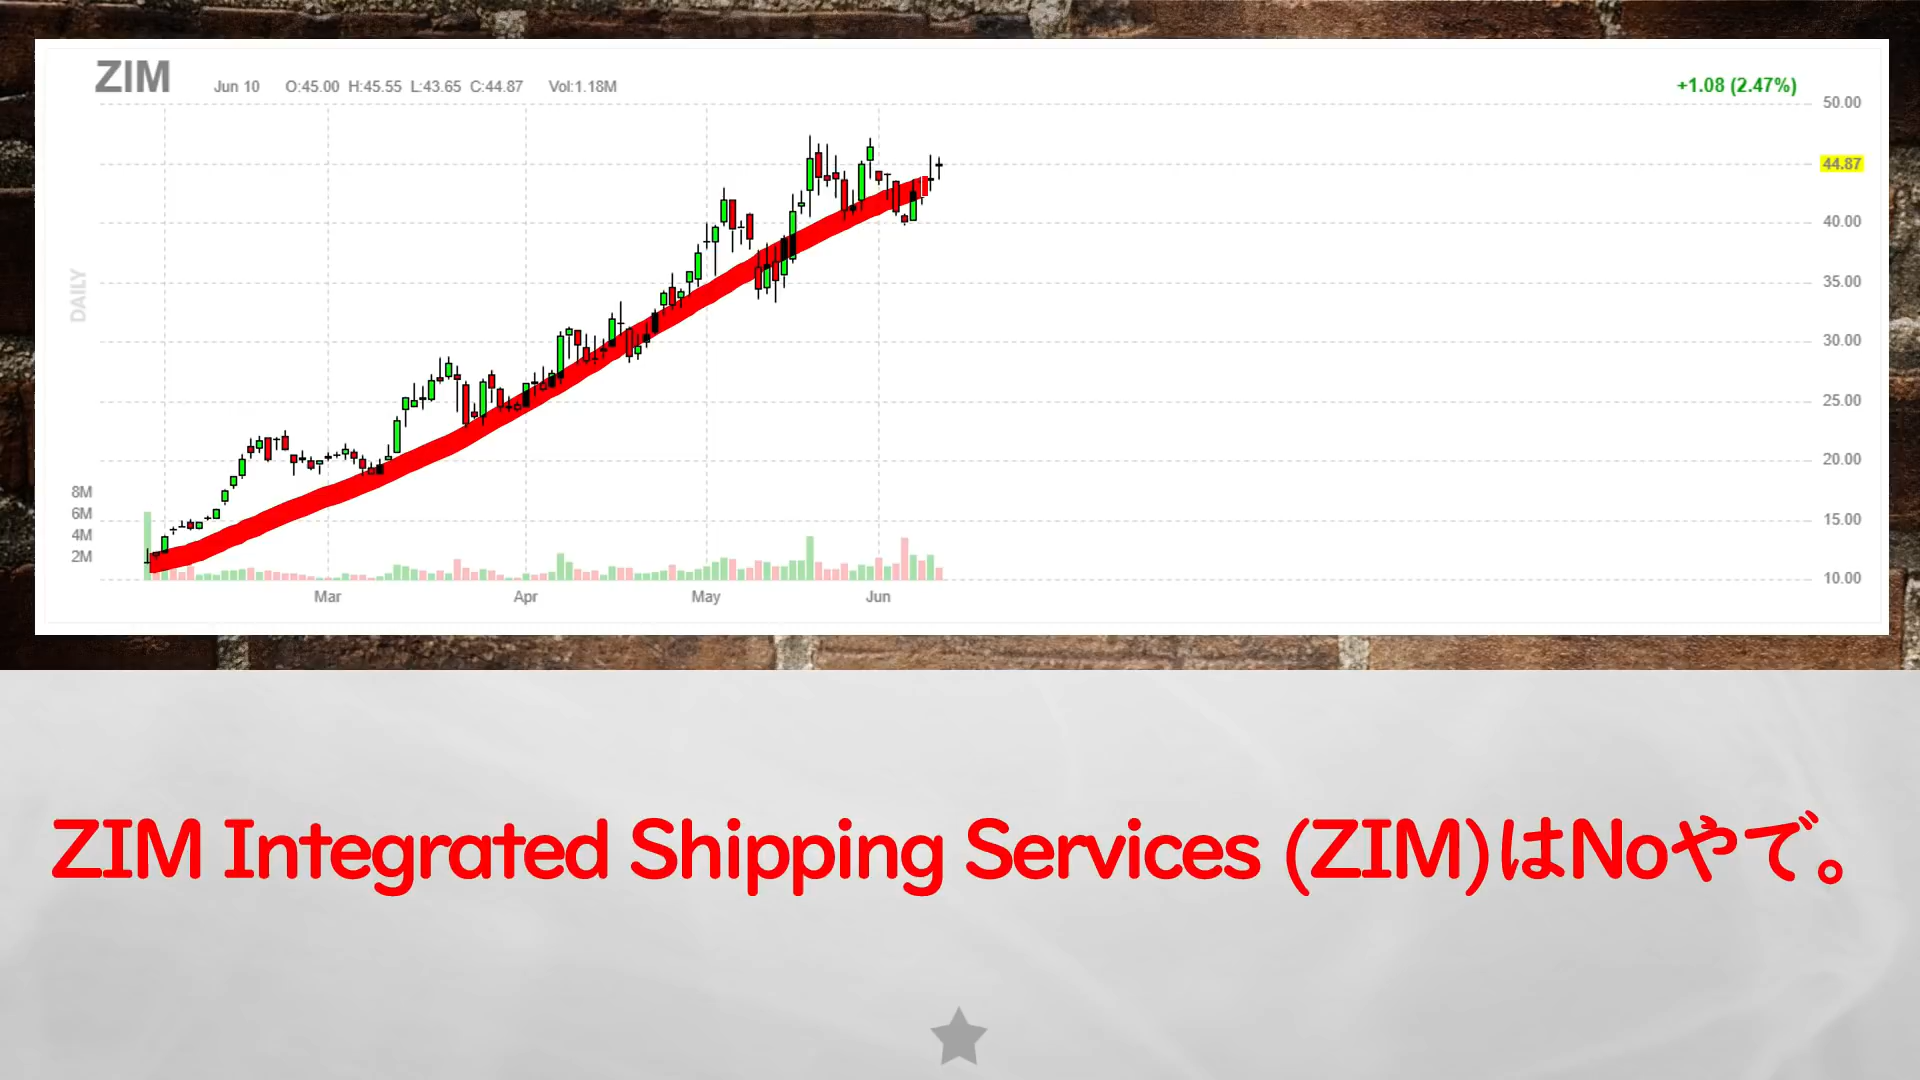 ZIM Jun 10 O:45.00 H:45.55 L:43.65 C:44.87 Vol:1.18M +1.08 (2.47%)
50.00
44.87
40.00
DAILY
35.00
30.00
25.00
20.00
8M
6M
15.00
4M
2M
10.00
Mar Apr May Jun
ZIM Integrated Shipping Services (ZIM)はNoやで。